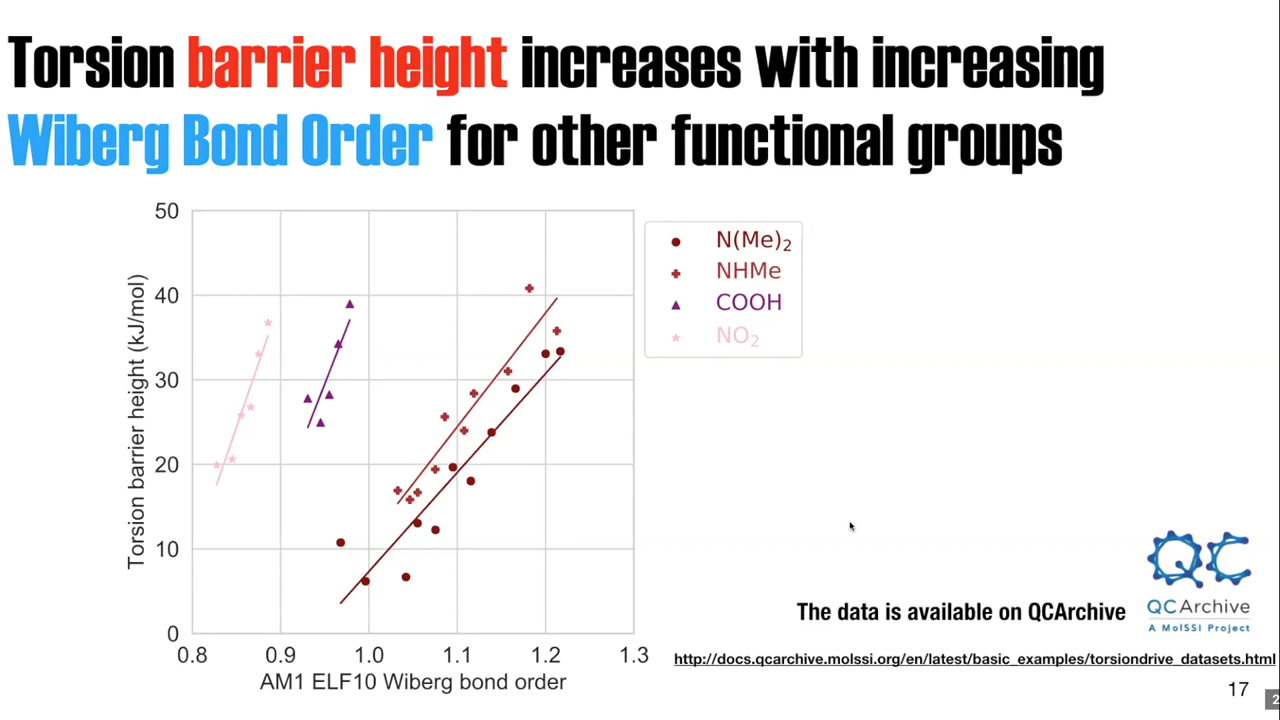 Torsion barrier height increases with increasing
Wiberg Bond Order for other functional groups
50
40
30
20
10
0
Torsion barrier height (kJ/mol)
0.8 0.9 1.0 1.1 1.2 1.3
AM1 ELF10 Wiberg bond order
N(Me)₂
NHMe
COOH
NO₂
QC
QCArchive
A MolSSI Project
The data is available on QCArchive
http://docs.qcarchive.molssi.org/en/latest/basic_examples/torsiondrive_datasets.html
17
2